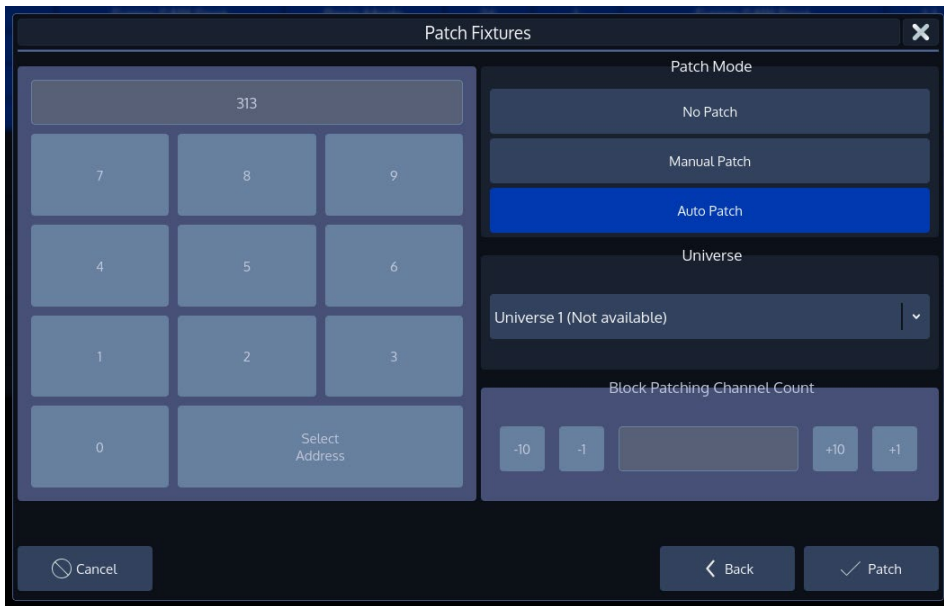 Patch Fixtures
313
7 8 9
4 5 6
1 2 3
0 Select
Address
Patch Mode
No Patch
Manual Patch
Auto Patch
Universe
Universe 1 (Not available)
Block Patching Channel Count
-10 -1 +10 +1
Cancel Back Patch